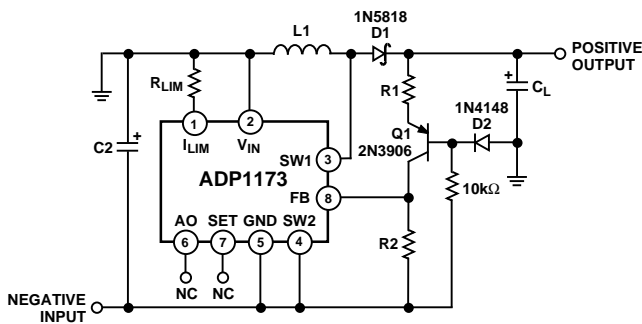 1N5818
D1
L1
POSITIVE
OUTPUT
RLIM
R1
CL
1N4148
D2
C2
1
2
ILIM
VIN
Q1
2N3906
SW1
3
ADP1173
FB
8
10kΩ
AO
SET
GND
SW2
6
7
5
4
R2
NC
NC
NEGATIVE
INPUT